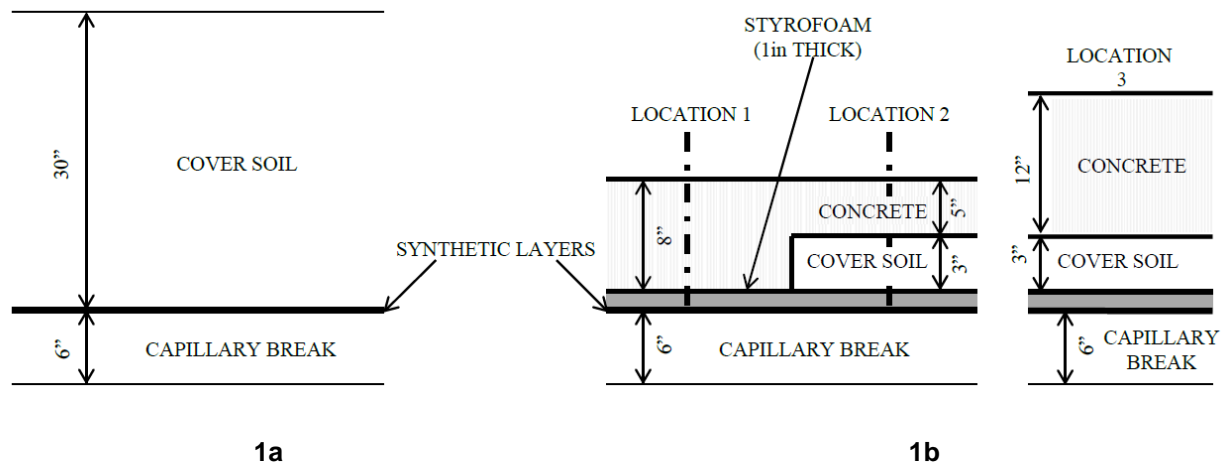 STYROFOAM
(1in THICK)
LOCATION
3
LOCATION 1
LOCATION 2
30”
COVER SOIL
12”
CONCRETE
CONCRETE
5”
8”
SYNTHETIC LAYERS
COVER SOIL
3”
3”
COVER SOIL
6”
CAPILLARY BREAK
6”
CAPILLARY BREAK
6”
CAPILLARY
BREAK
1a
1b